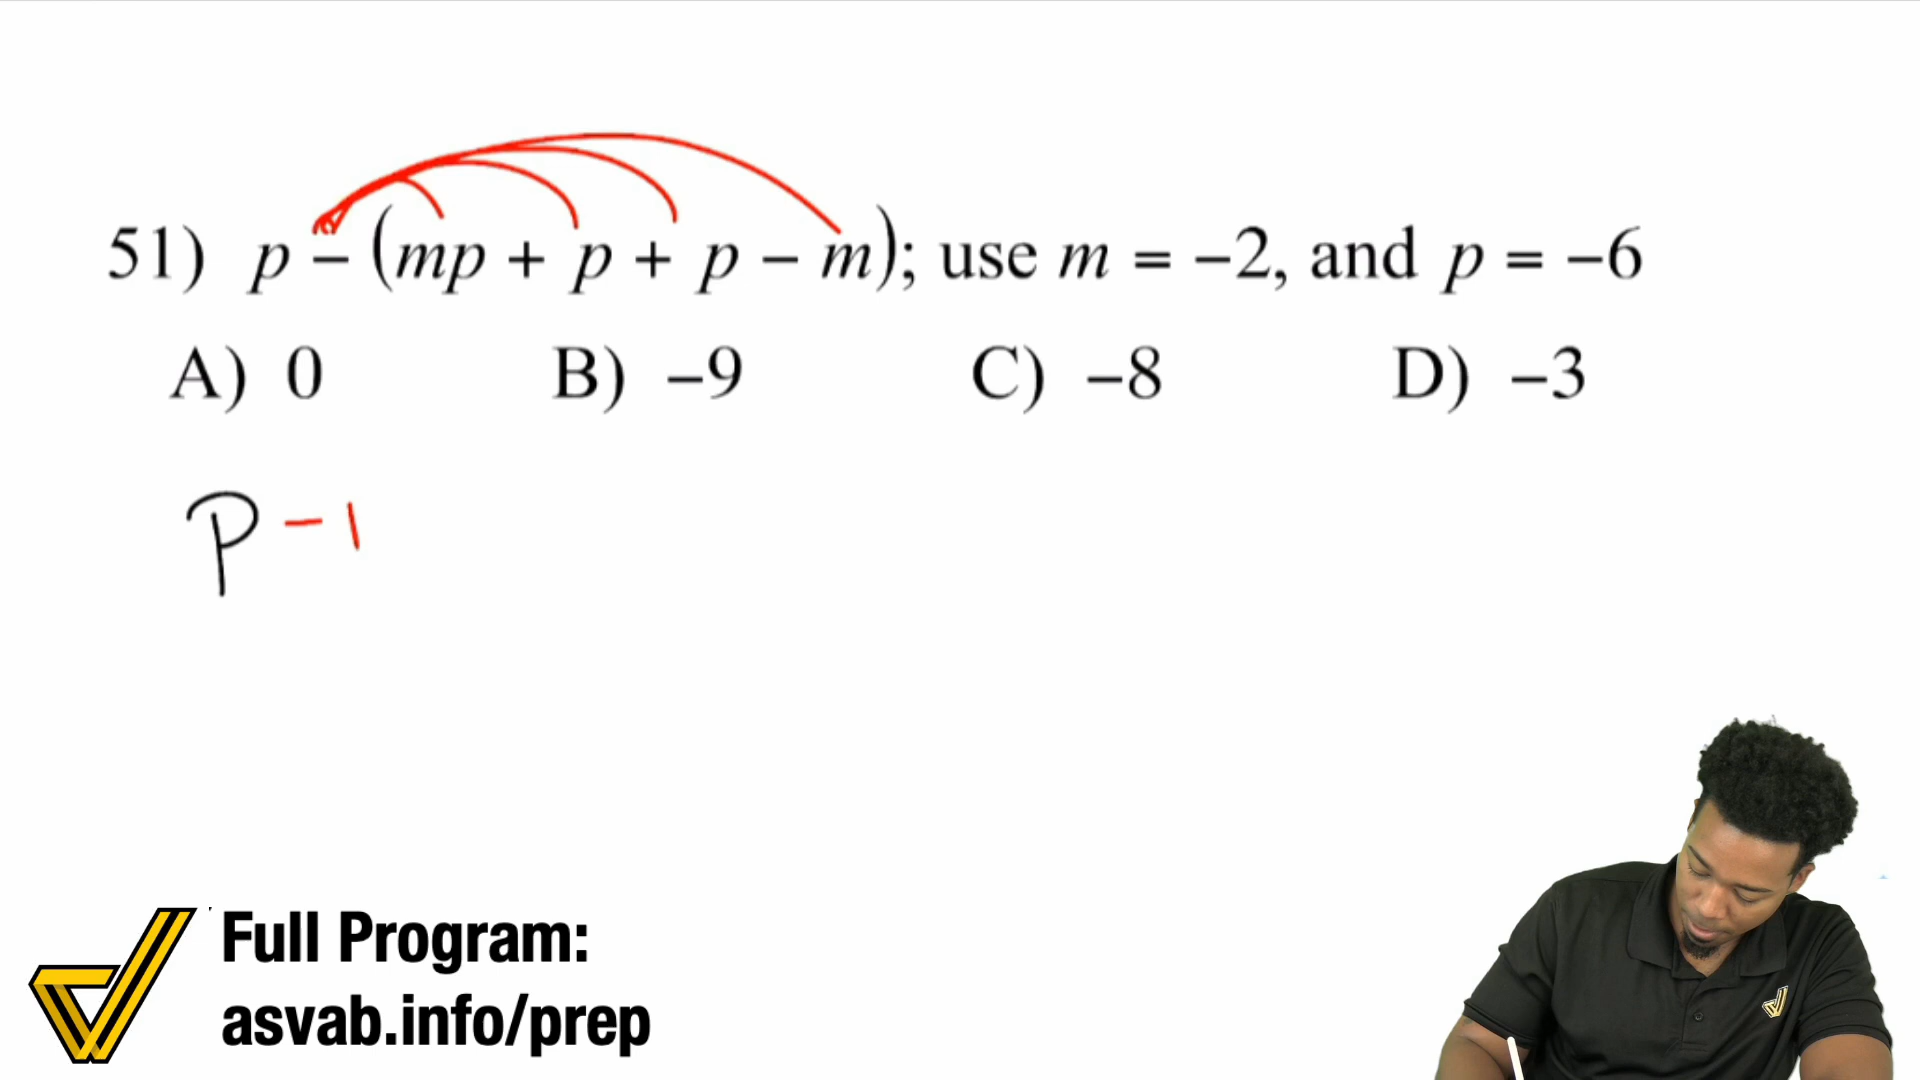 51) p – (mp + p + p – m); use m = –2, and p = –6
A) 0 B) –9 C) –8 D) –3
P - 1
Full Program:
asvab.info/prep